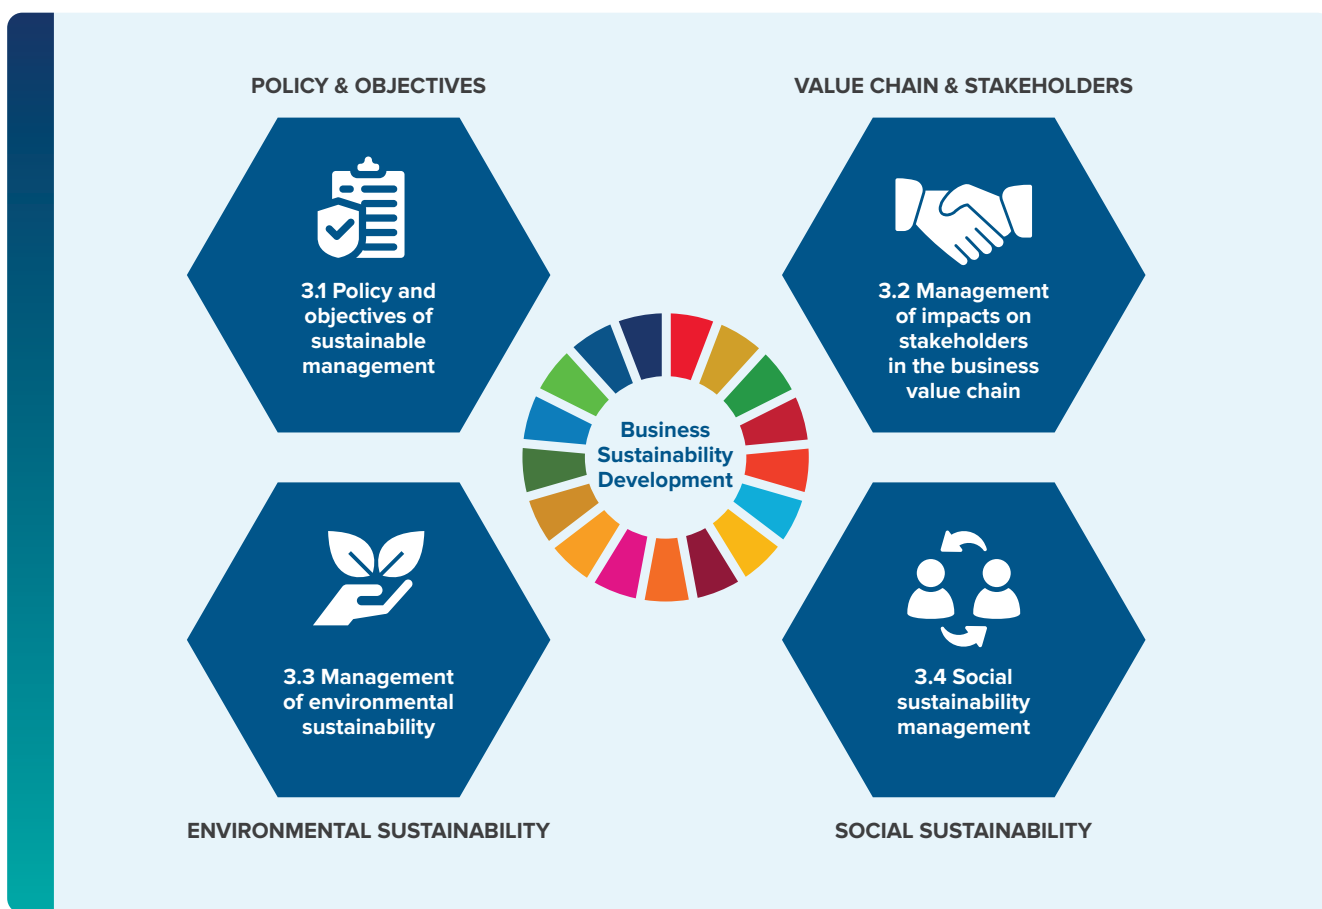 POLICY & OBJECTIVES
VALUE CHAIN & STAKEHOLDERS
3.1 Policy and
objectives of
sustainable
management
3.2 Management
of impacts on
stakeholders
in the business
value chain
Business
Sustainability
Development
3.3 Management
of environmental
sustainability
3.4 Social
sustainability
management
ENVIRONMENTAL SUSTAINABILITY
SOCIAL SUSTAINABILITY